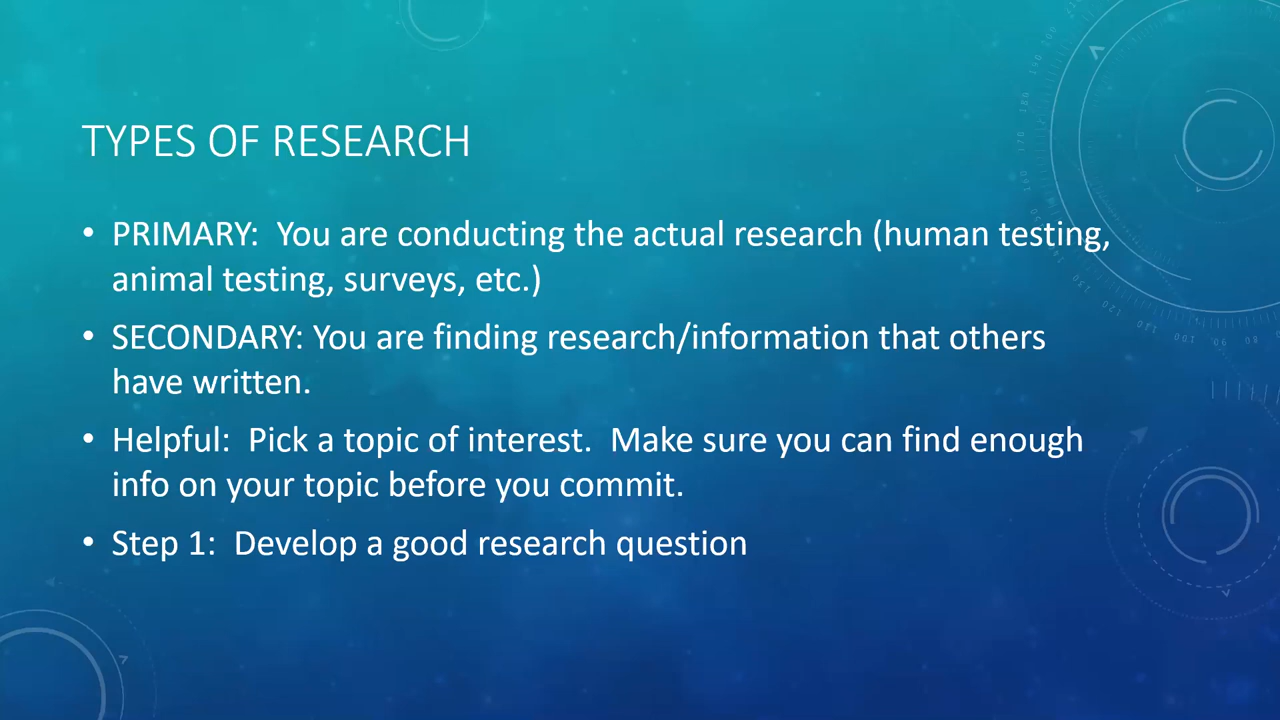 TYPES OF RESEARCH
• PRIMARY:  You are conducting the actual research (human testing,
animal testing, surveys, etc.)
• SECONDARY: You are finding research/information that others
have written.
• Helpful:  Pick a topic of interest.  Make sure you can find enough
info on your topic before you commit.
• Step 1:  Develop a good research question